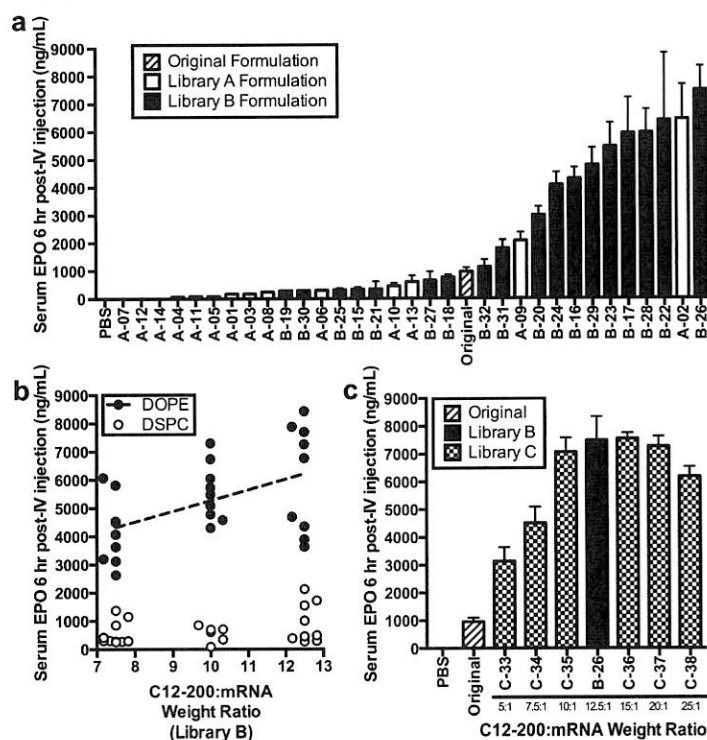 a
Serum EPO 6 hr post-IV injection (ng/mL)
9000
8000
7000
6000
5000
4000
3000
2000
1000
0
Original Formulation
Library A Formulation
Library B Formulation
PBS
A-07
A-12
A-14
A-04
A-11
A-05
A-01
A-03
A-08
B-19
B-30
A-06
B-25
B-15
B-21
A-10
A-13
B-27
B-18
Original
B-32
B-31
A-09
B-20
B-24
B-16
B-29
B-23
B-17
B-28
B-22
A-02
B-26
b
Serum EPO 6 hr post-IV injection (ng/mL)
9000
8000
7000
6000
5000
4000
3000
2000
1000
0
DOPE
DSPC
7 8 9 10 11 12 13
C12-200:mRNA
Weight Ratio
(Library B)
c
Serum EPO 6 hr post-IV injection (ng/mL)
9000
8000
7000
6000
5000
4000
3000
2000
1000
0
Original
Library B
Library C
PBS
Original
C-33
C-34
C-35
B-26
C-36
C-37
C-38
5:1 7.5:1 10:1 12.5:1 15:1 20:1 25:1
C12-200:mRNA Weight Ratio